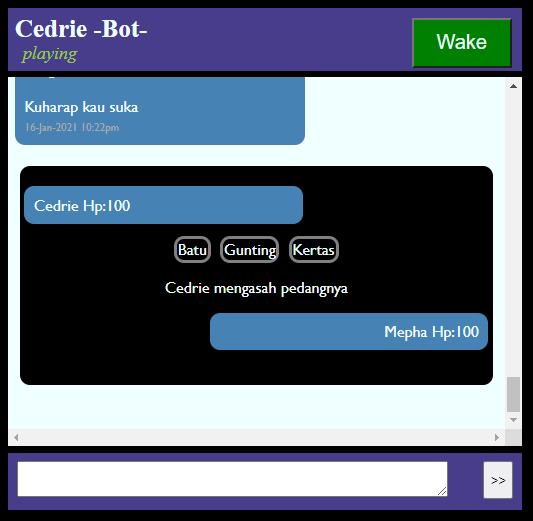 Cedrie -Bot-
playing
Wake
Kuharap kau suka
16-Jan-2021 10:22pm
Cedrie Hp:100
Batu Gunting Kertas
Cedrie mengasah pedangnya
Mepha Hp:100
>>